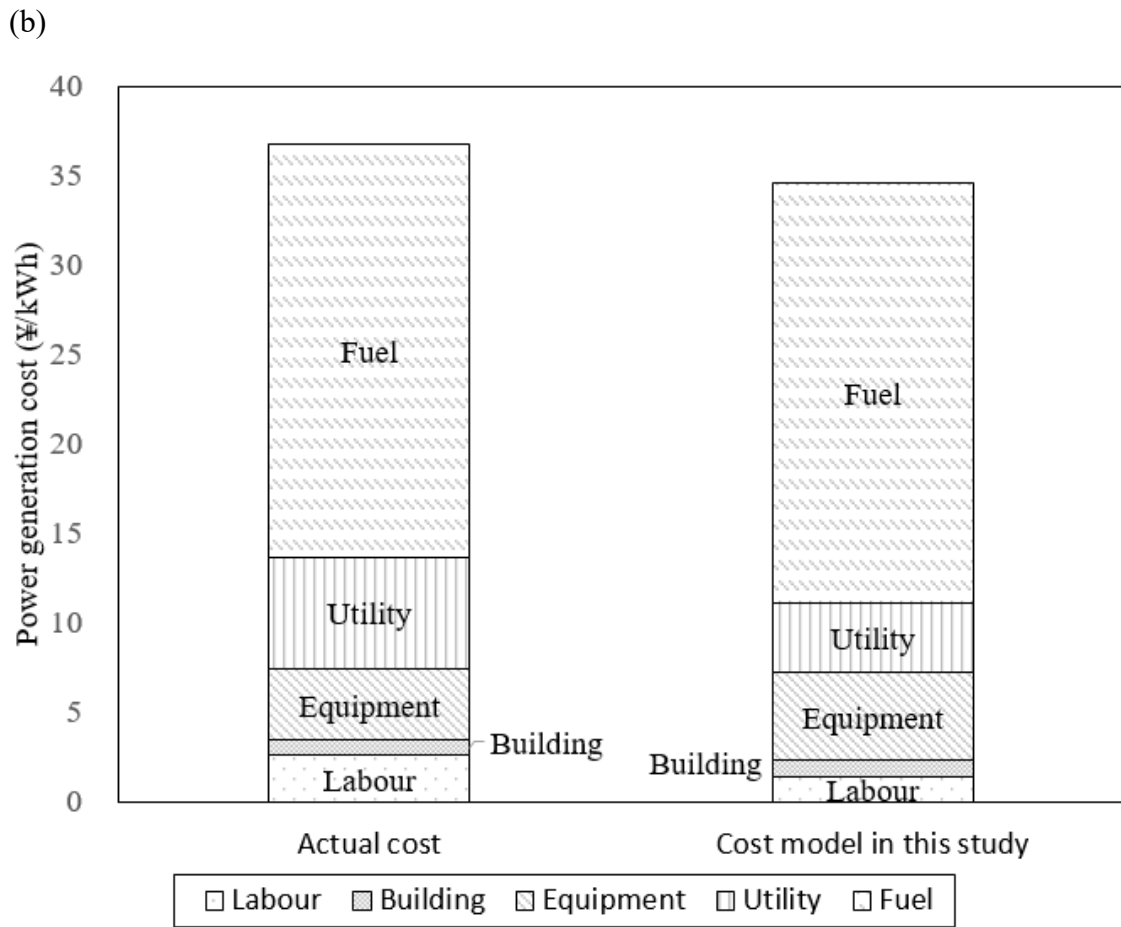 (b)
40
35
30
25
20
15
10
5
0
Power generation cost (¥/kWh)
Fuel
Utility
Equipment
Building
Labour
Fuel
Utility
Equipment
Building
Labour
Actual cost
Cost model in this study
Labour Building Equipment Utility Fuel